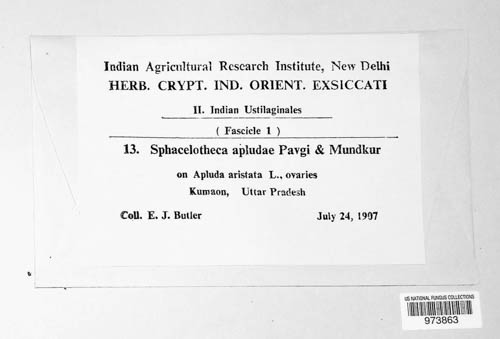 Indian Agricultural Research Institute, New Delhi
HERB. CRYPT. IND. ORIENT. EXSICCATI
II. Indian Ustilaginales
( Fascicle 1 )
13. Sphacelotheca apludae Pavgi & Mundkur
on Apluda aristata L., ovaries
Kumaon, Uttar Pradesh
Coll. E. J. Butler July 24, 1907
US NATIONAL FUNGUS COLLECTIONS
973863